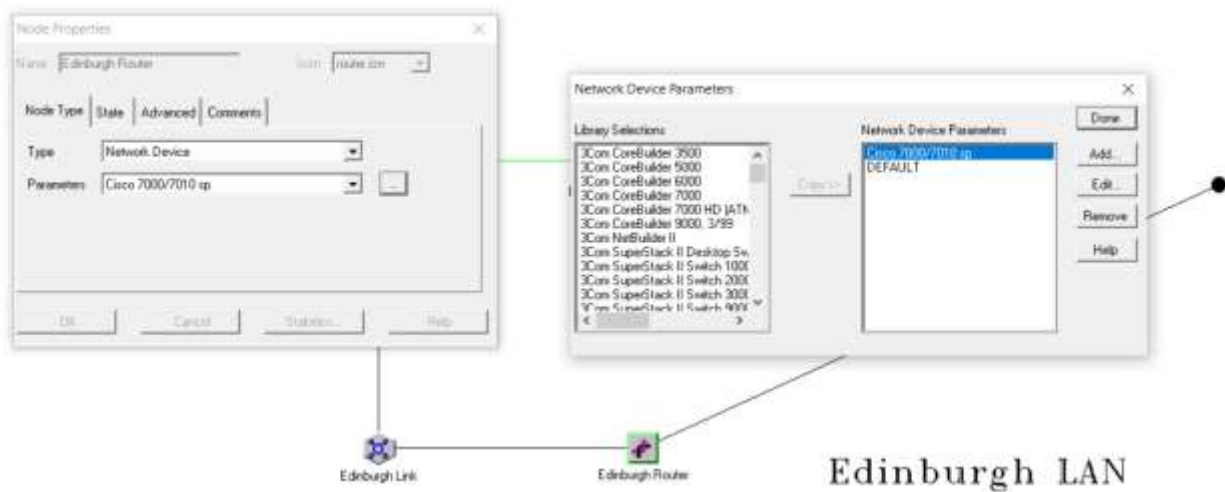 Node Properties
Name Edinburgh Router Icon router.icn
Node Type State Advanced Comments
Type Network Device
Parameters Cisco 7000/7010 sp ...
OK Cancel Statistics... Help
Network Device Parameters
Library Selections
3Com CoreBuilder 3500
3Com CoreBuilder 5000
3Com CoreBuilder 6000
3Com CoreBuilder 7000
3Com CoreBuilder 7000 HD (ATM
3Com CoreBuilder 9000, 3/99
3Com NetBuilder II
3Com SuperStack II Desktop Sw
3Com SuperStack II Switch 1000
3Com SuperStack II Switch 2000
3Com SuperStack II Switch 3000
3Com SuperStack II Switch 9000
Copy >>
Network Device Parameters
Cisco 7000/7010 sp
DEFAULT
Done
Add...
Edit...
Remove
Help
Edinburgh Link
Edinburgh Router
Edinburgh LAN